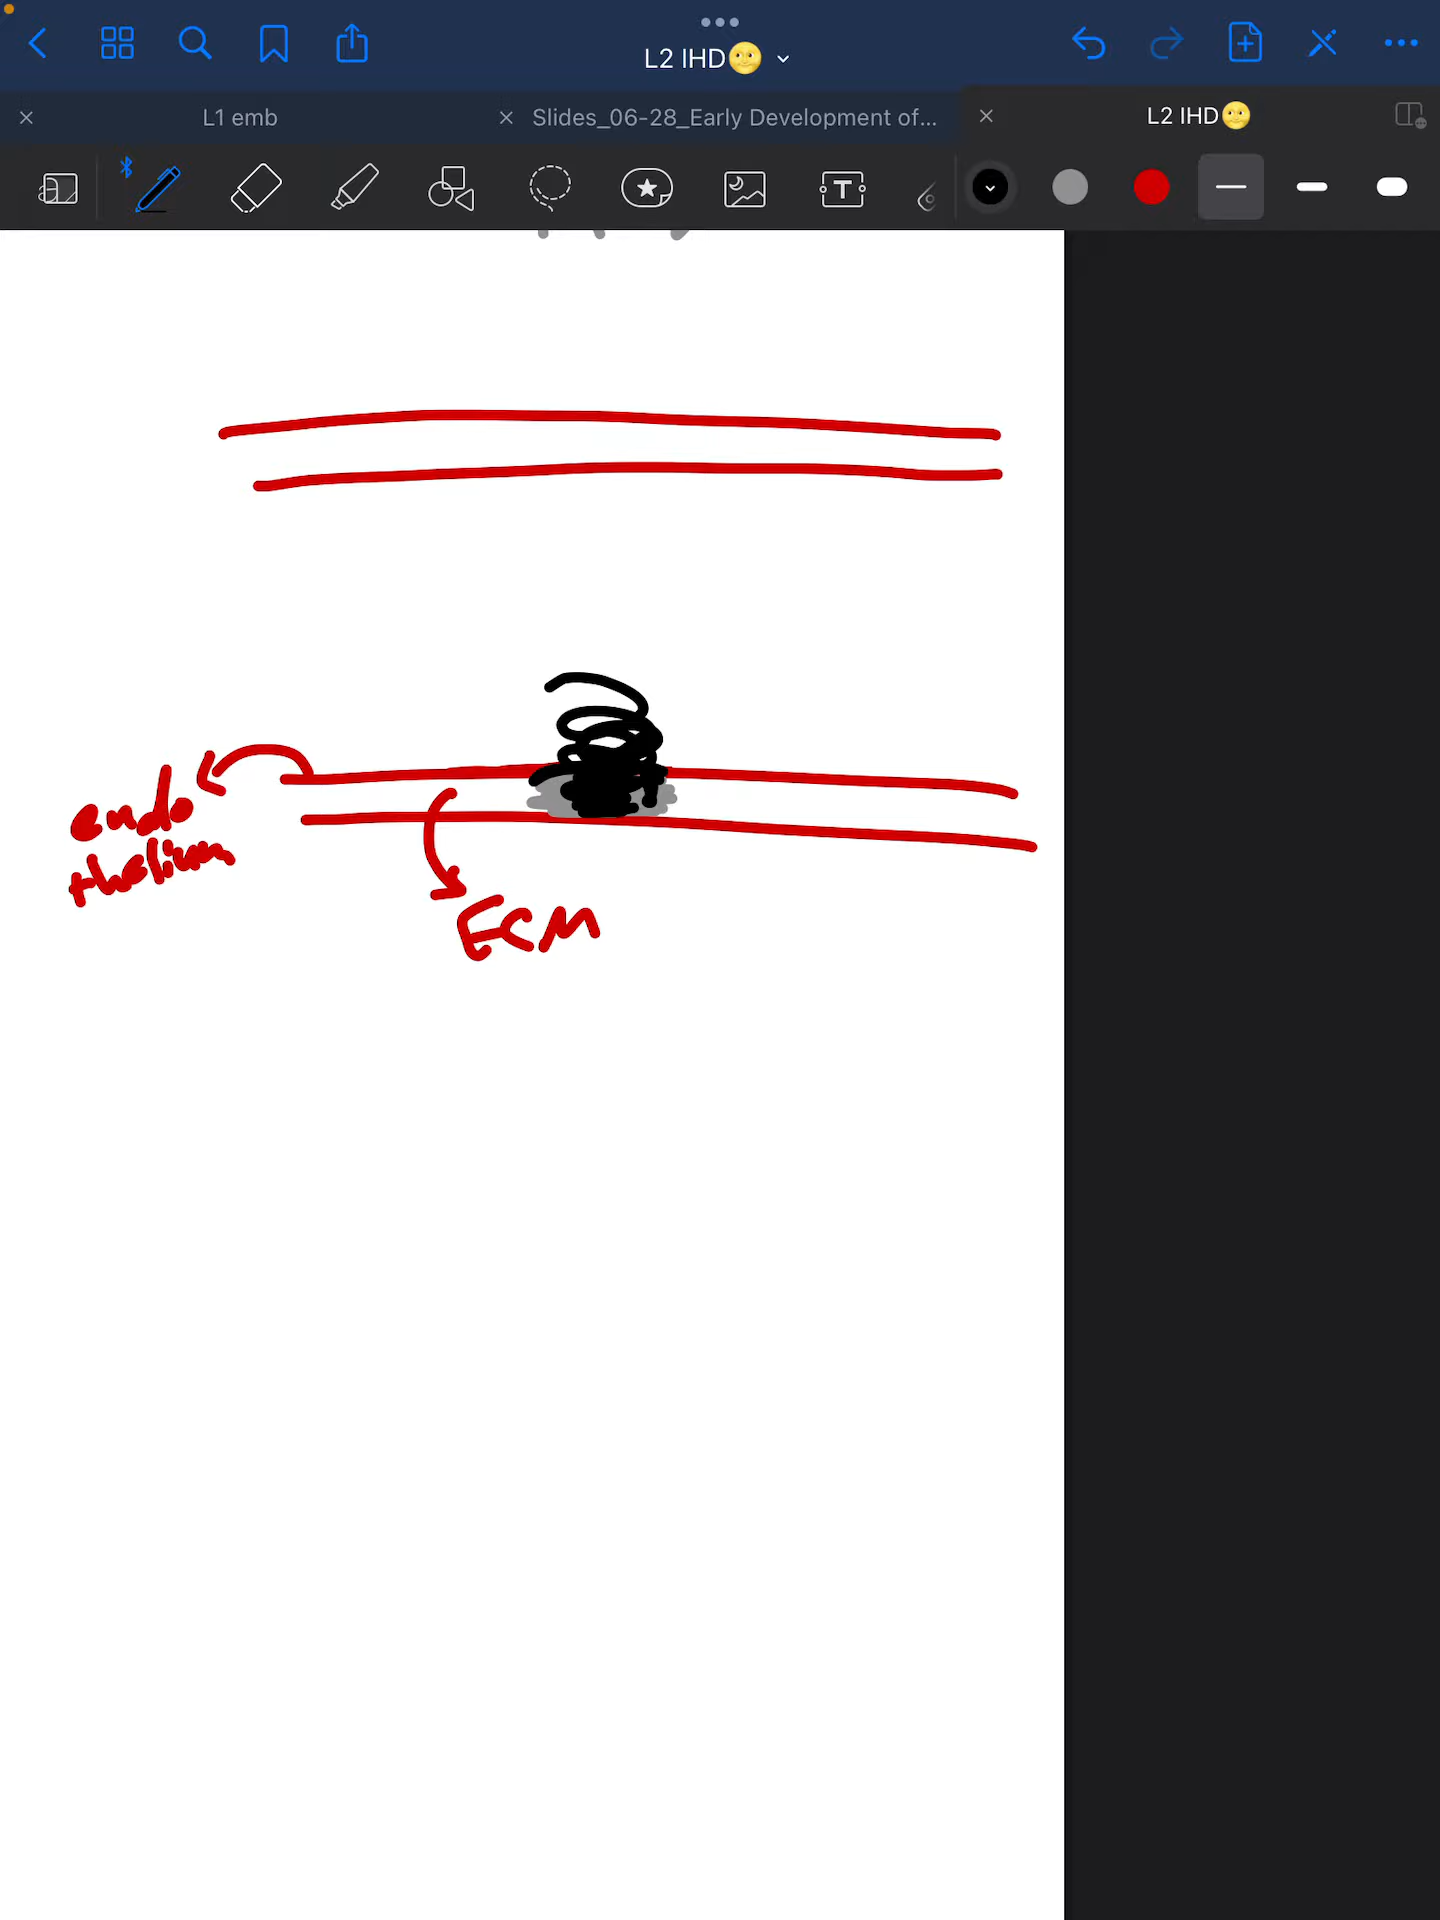 L2 IHD🌝
L1 emb
Slides_06-28_Early Development of...
L2 IHD🌝
endo
thelium
ECM